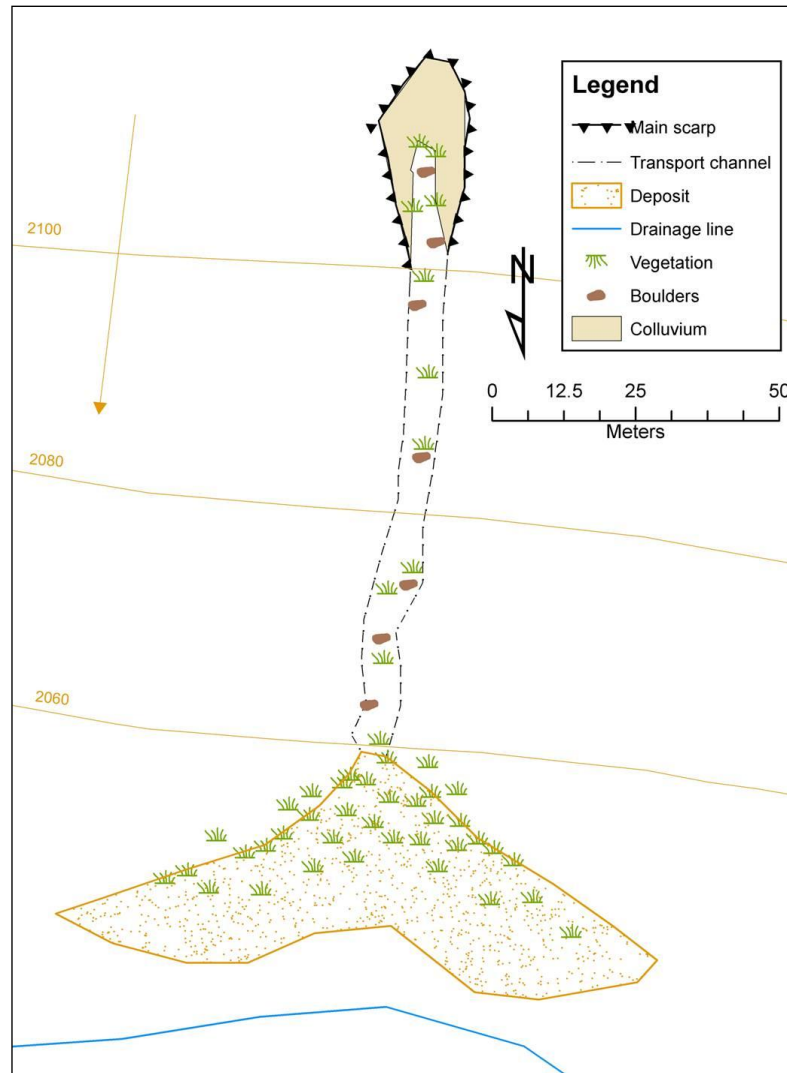 Legend
Main scarp
Transport channel
Deposit
Drainage line
Vegetation
Boulders
Colluvium
2100
N
0 12.5 25 50
Meters
2080
2060